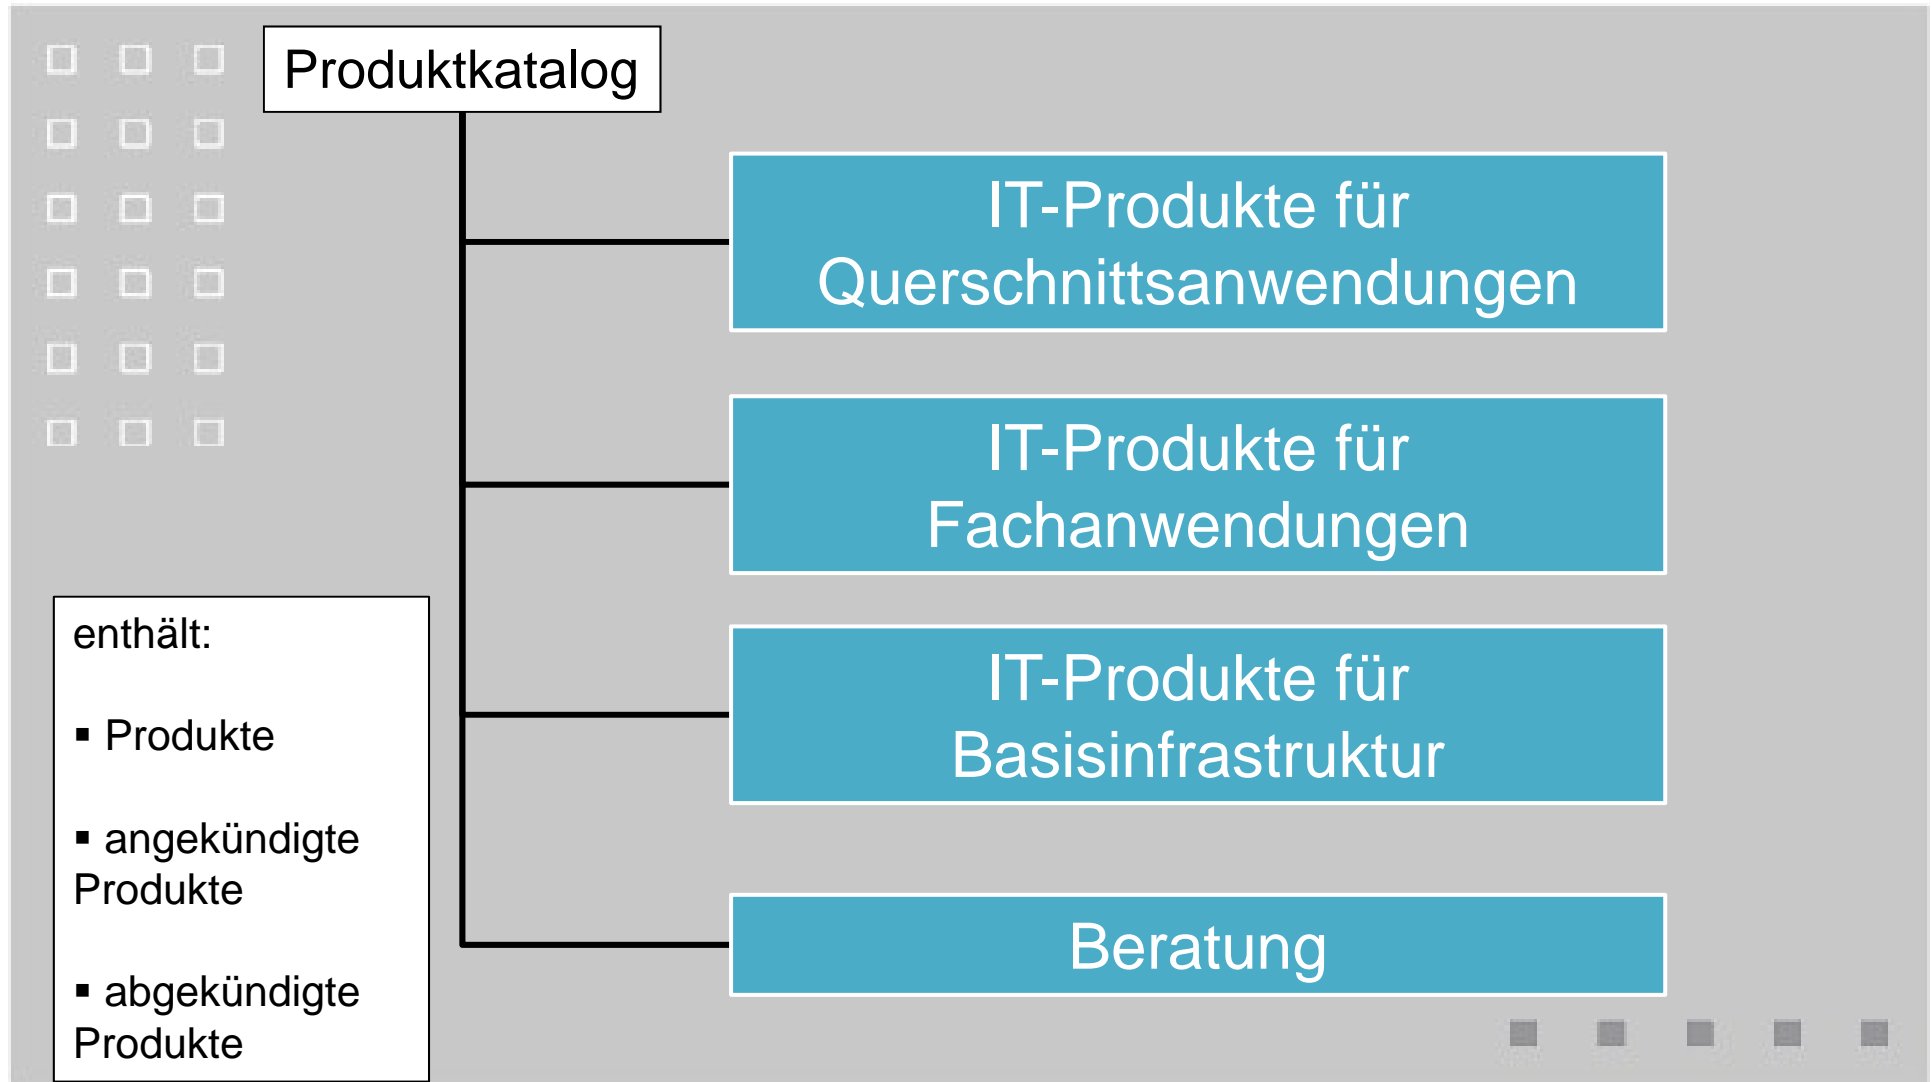 Produktkatalog
IT-Produkte für
Querschnittsanwendungen
IT-Produkte für
Fachanwendungen
IT-Produkte für
Basisinfrastruktur
Beratung
enthält:
▪ Produkte
▪ angekündigte
Produkte
▪ abgekündigte
Produkte